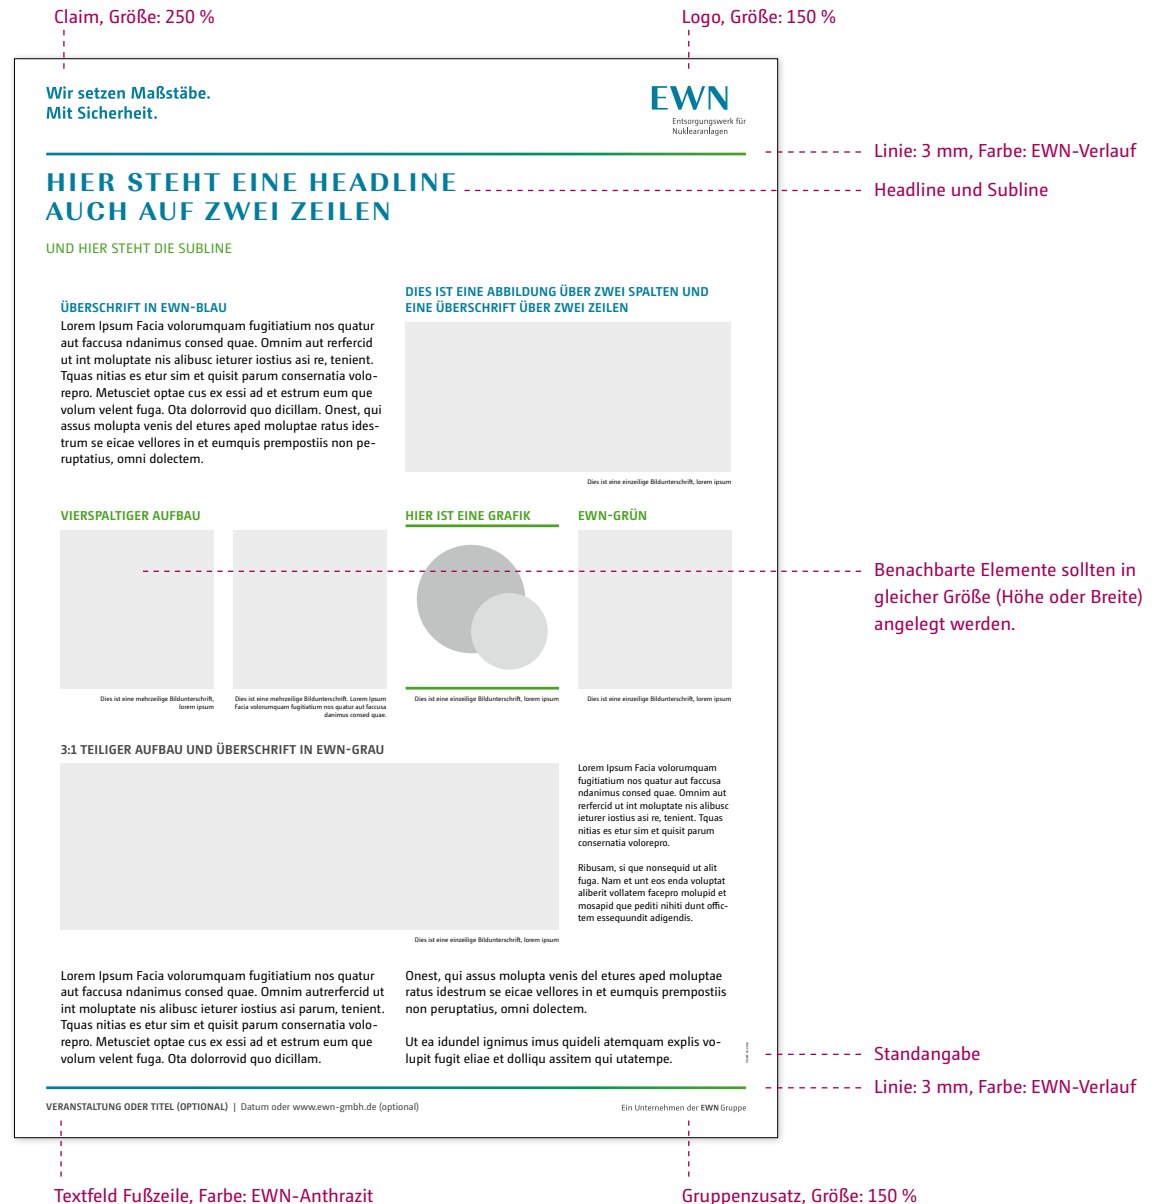 Claim, Größe: 250 %
Logo, Größe: 150 %
Wir setzen Maßstäbe.
Mit Sicherheit.
EWN
Entsorgungswerk für
Nuklearanlagen
Linie: 3 mm, Farbe: EWN-Verlauf
HIER STEHT EINE HEADLINE
AUCH AUF ZWEI ZEILEN
Headline und Subline
UND HIER STEHT DIE SUBLINE
ÜBERSCHRIFT IN EWN-BLAU
Lorem Ipsum Facia volorumquam fugitiatium nos quatur
aut faccusa ndanimus consed quae. Omnim aut rerfercid
ut int moluptate nis alibusc ieturer iostius asi re, tenient.
Tquas nitias es etur sim et quisit parum consernatia volo-
repro. Metusciet optae cus ex essi ad et estrum eum que
volum velent fuga. Ota dolorrovid quo dicillam. Onest, qui
assus molupta venis del etures aped moluptae ratus ides-
trum se eicae vellores in et eumquis prempostiis non pe-
ruptatius, omni dolectem.
DIES IST EINE ABBILDUNG ÜBER ZWEI SPALTEN UND
EINE ÜBERSCHRIFT ÜBER ZWEI ZEILEN
Dies ist eine einzeilige Bildunterschrift, lorem ipsum
VIERSPALTIGER AUFBAU
HIER IST EINE GRAFIK
EWN-GRÜN
Benachbarte Elemente sollten in
gleicher Größe (Höhe oder Breite)
angelegt werden.
Dies ist eine mehrzeilige Bildunterschrift,
lorem ipsum
Dies ist eine mehrzeilige Bildunterschrift. Lorem Ipsum
Facia volorumquam fugitiatium nos quatur aut faccusa
danimus consed quae.
Dies ist eine einzeilige Bildunterschrift, lorem ipsum
Dies ist eine einzeilige Bildunterschrift, lorem ipsum
3:1 TEILIGER AUFBAU UND ÜBERSCHRIFT IN EWN-GRAU
Lorem Ipsum Facia volorumquam
fugitiatium nos quatur aut faccusa
ndanimus consed quae. Omnim aut
rerfercid ut int moluptate nis alibusc
ieturer iostius asi re, tenient. Tquas
nitias es etur sim et quisit parum
consernatia volorepro.
Ribusam, si que nonsequid ut alit
fuga. Nam et unt eos enda voluptat
aliberit vollatem facepro molupid et
mosapid que pediti nihiti dunt offic-
tem essequundit adigendis.
Dies ist eine einzeilige Bildunterschrift, lorem ipsum
Lorem Ipsum Facia volorumquam fugitiatium nos quatur
aut faccusa ndanimus consed quae. Omnim autrerfercid ut
int moluptate nis alibusc ieturer iostius asi parum, tenient.
Tquas nitias es etur sim et quisit parum consernatia volo-
repro. Metusciet optae cus ex essi ad et estrum eum que
volum velent fuga. Ota dolorrovid quo dicillam.
Onest, qui assus molupta venis del etures aped moluptae
ratus idestrum se eicae vellores in et eumquis prempostiis
non peruptatius, omni dolectem.
Ut ea idundel ignimus imus quideli atemquam explis vo-
lupit fugit eliae et dolliqu assitem qui utatempe.
Standangabe
Linie: 3 mm, Farbe: EWN-Verlauf
VERANSTALTUNG ODER TITEL (OPTIONAL) | Datum oder www.ewn-gmbh.de (optional)
Ein Unternehmen der EWN Gruppe
Textfeld Fußzeile, Farbe: EWN-Anthrazit
Gruppenzusatz, Größe: 150 %